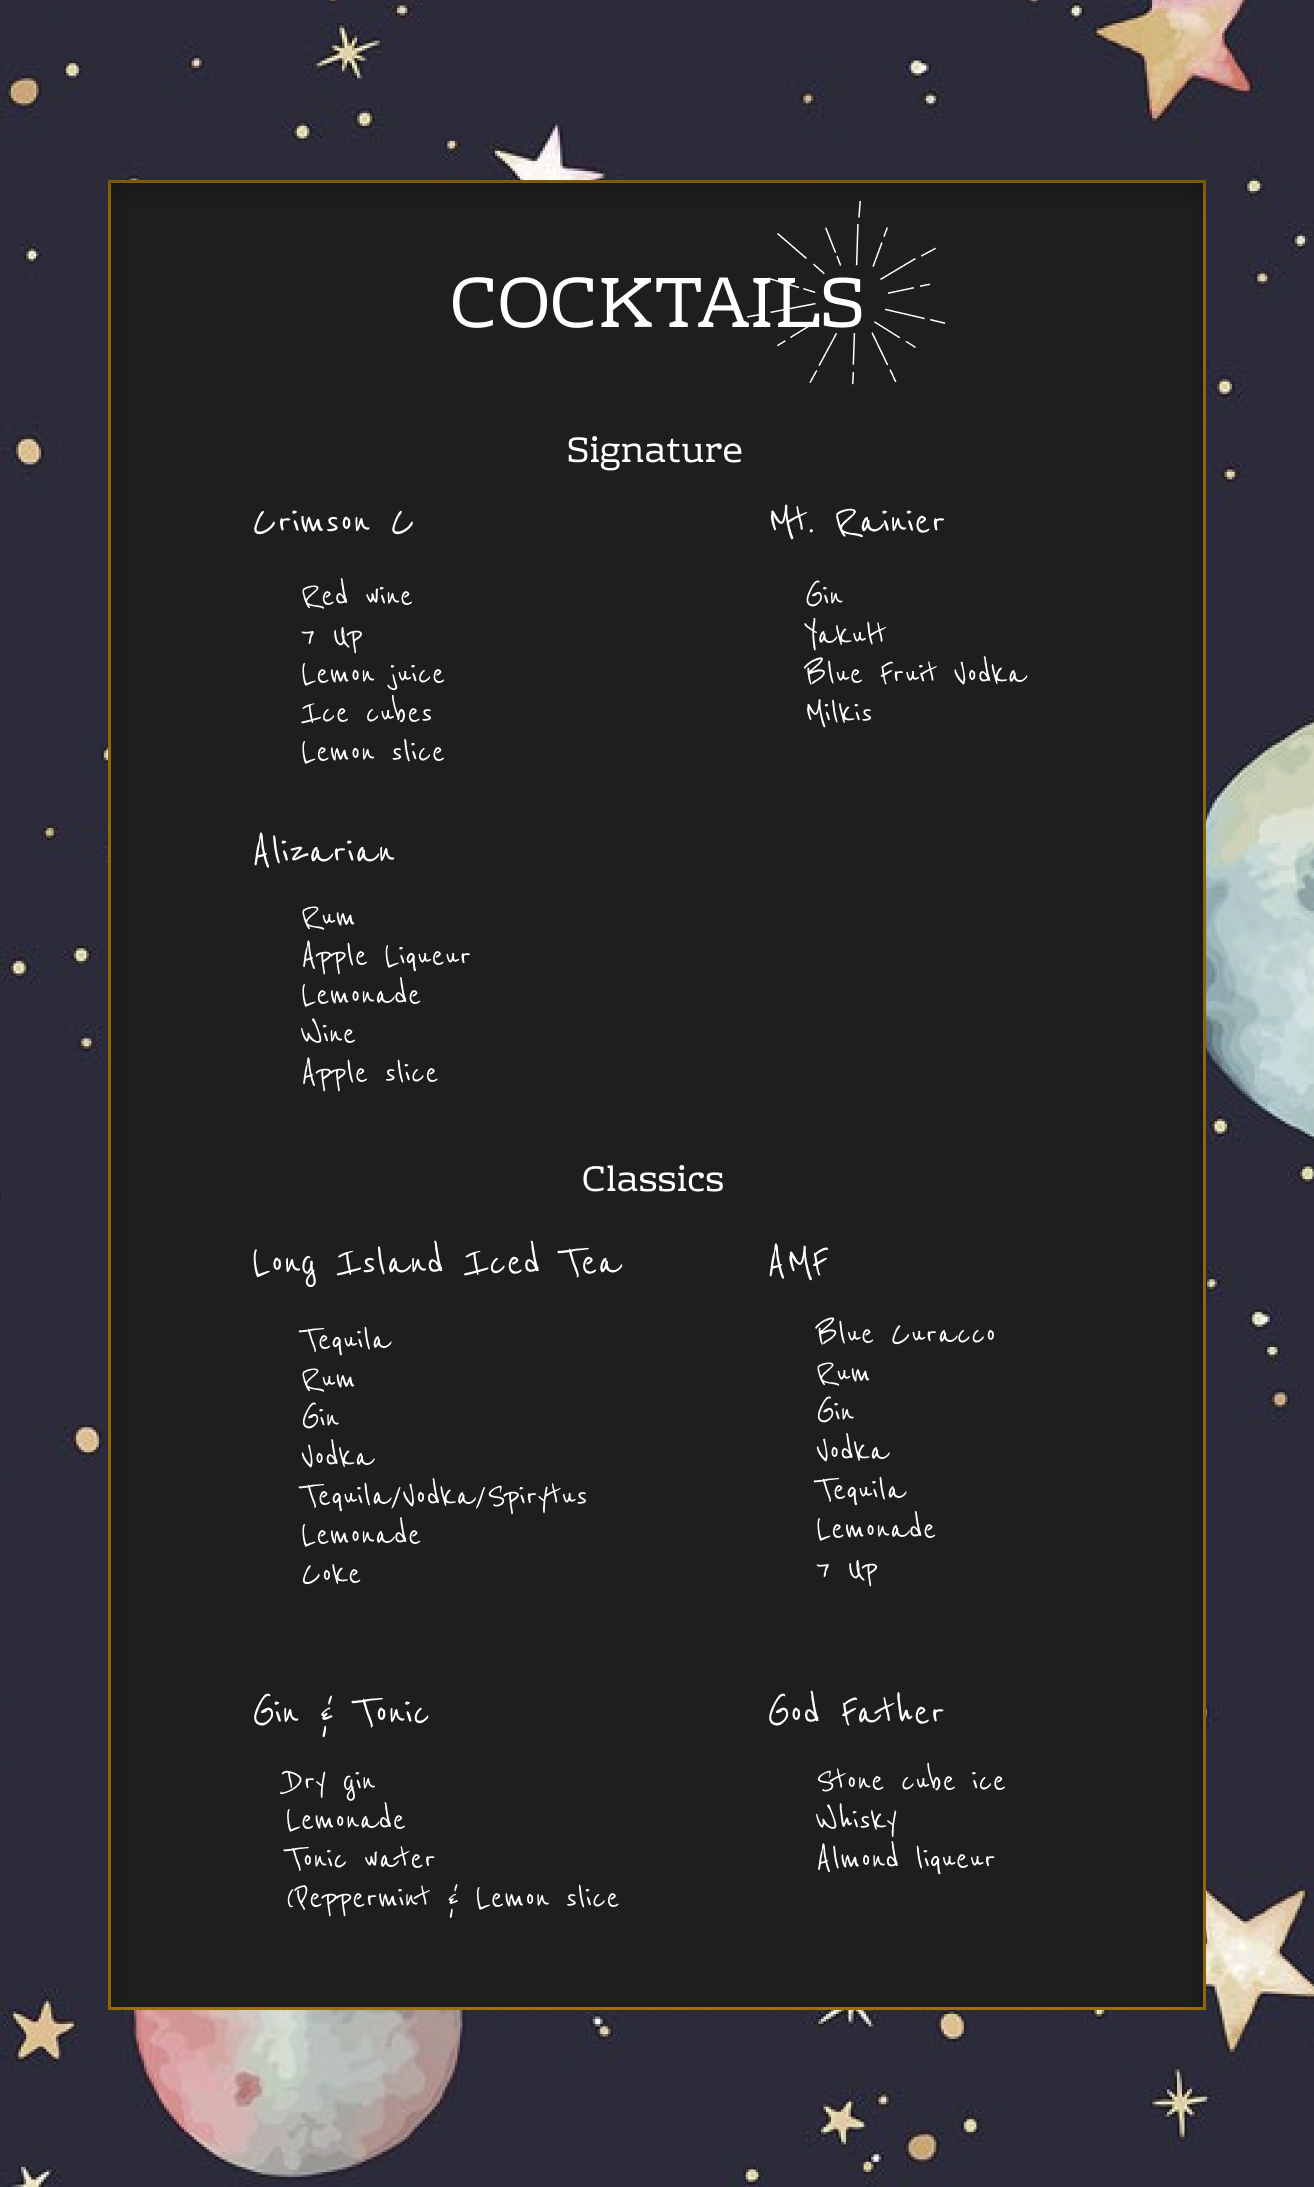 COCKTAILS
Signature
Crimson C
Red wine
7 Up
Lemon juice
Ice cubes
Lemon slice
Mt. Rainier
Gin
Yakult
Blue Fruit Vodka
Milkis
Alizarian
Rum
Apple Liqueur
Lemonade
Wine
Apple slice
Classics
Long Island Iced Tea
Tequila
Rum
Gin
Vodka
Tequila/Vodka/Spirytus
Lemonade
Coke
AMF
Blue Curacco
Rum
Gin
Vodka
Tequila
Lemonade
7 Up
Gin & Tonic
Dry gin
Lemonade
Tonic water
(Peppermint & Lemon slice
God Father
Stone cube ice
Whisky
Almond liqueur